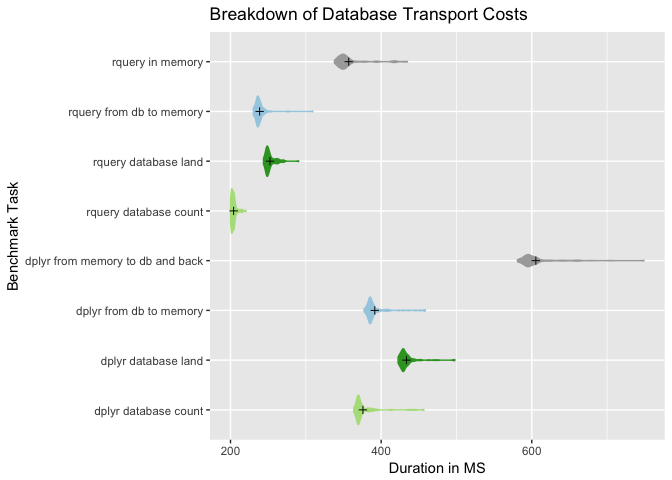 Breakdown of Database Transport Costs
Benchmark Task
rquery in memory
rquery from db to memory
rquery database land
rquery database count
dplyr from memory to db and back
dplyr from db to memory
dplyr database land
dplyr database count
200 400 600
Duration in MS